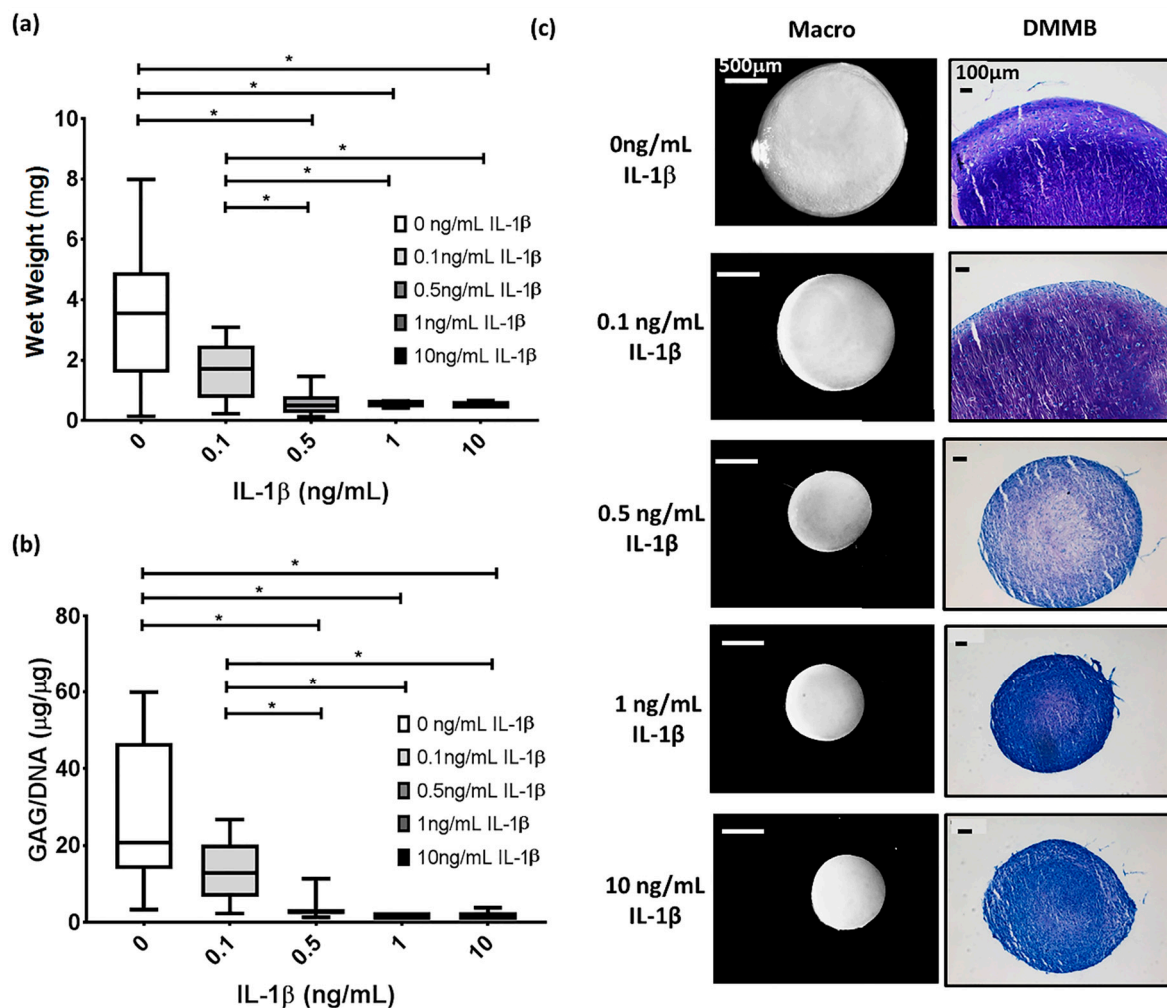 (a)
*
*
*
*
*
*
Wet Weight (mg)
10
8
6
4
2
0
0 ng/mL IL-1β
0.1ng/mL IL-1β
0.5ng/mL IL-1β
1ng/mL IL-1β
10ng/mL IL-1β
0 0.1 0.5 1 10
IL-1β (ng/mL)
(b)
*
*
*
*
*
*
GAG/DNA (µg/µg)
80
60
40
20
0
0 ng/mL IL-1β
0.1ng/mL IL-1β
0.5ng/mL IL-1β
1ng/mL IL-1β
10ng/mL IL-1β
0 0.1 0.5 1 10
IL-1β (ng/mL)
(c)
Macro DMMB
500µm 100µm
0ng/mL
IL-1β
0.1 ng/mL
IL-1β
0.5 ng/mL
IL-1β
1 ng/mL
IL-1β
10 ng/mL
IL-1β